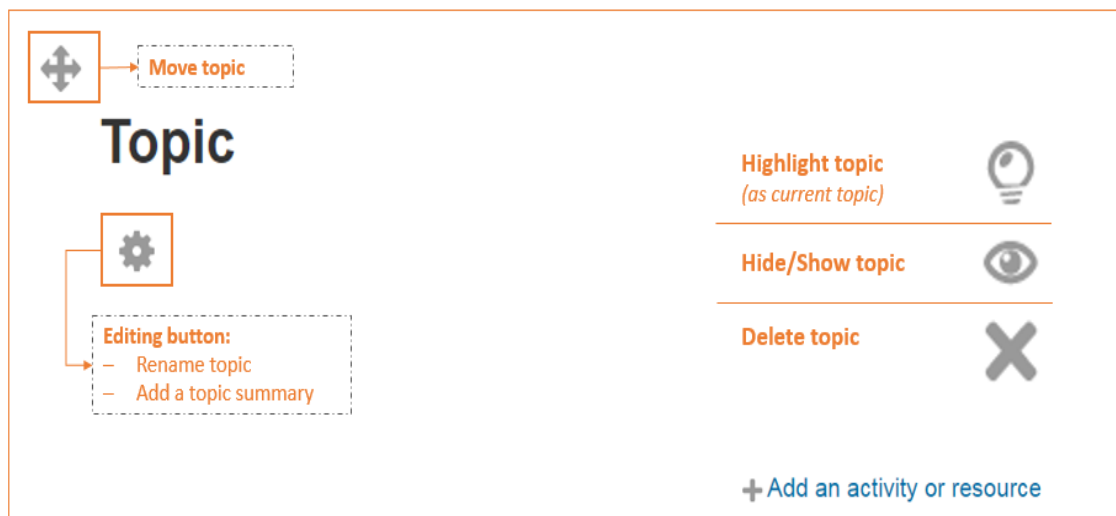 Move topic
Topic
Highlight topic
(as current topic)
Hide/Show topic
Editing button:
– Rename topic
– Add a topic summary
Delete topic
Add an activity or resource